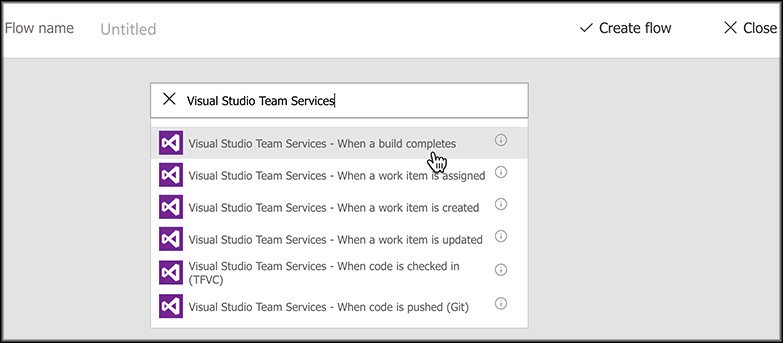 Flow name Untitled Create flow Close
Visual Studio Team Services
Visual Studio Team Services - When a build completes
Visual Studio Team Services - When a work item is assigned
Visual Studio Team Services - When a work item is created
Visual Studio Team Services - When a work item is updated
Visual Studio Team Services - When code is checked in
(TFVC)
Visual Studio Team Services - When code is pushed (Git)